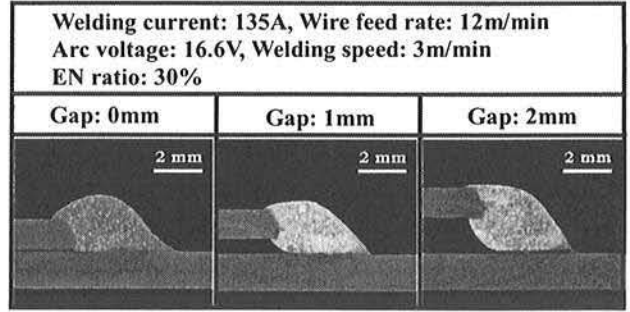 Welding current: 135A, Wire feed rate: 12m/min
Arc voltage: 16.6V, Welding speed: 3m/min
EN ratio: 30%
Gap: 0mm Gap: 1mm Gap: 2mm
2 mm 2 mm 2 mm